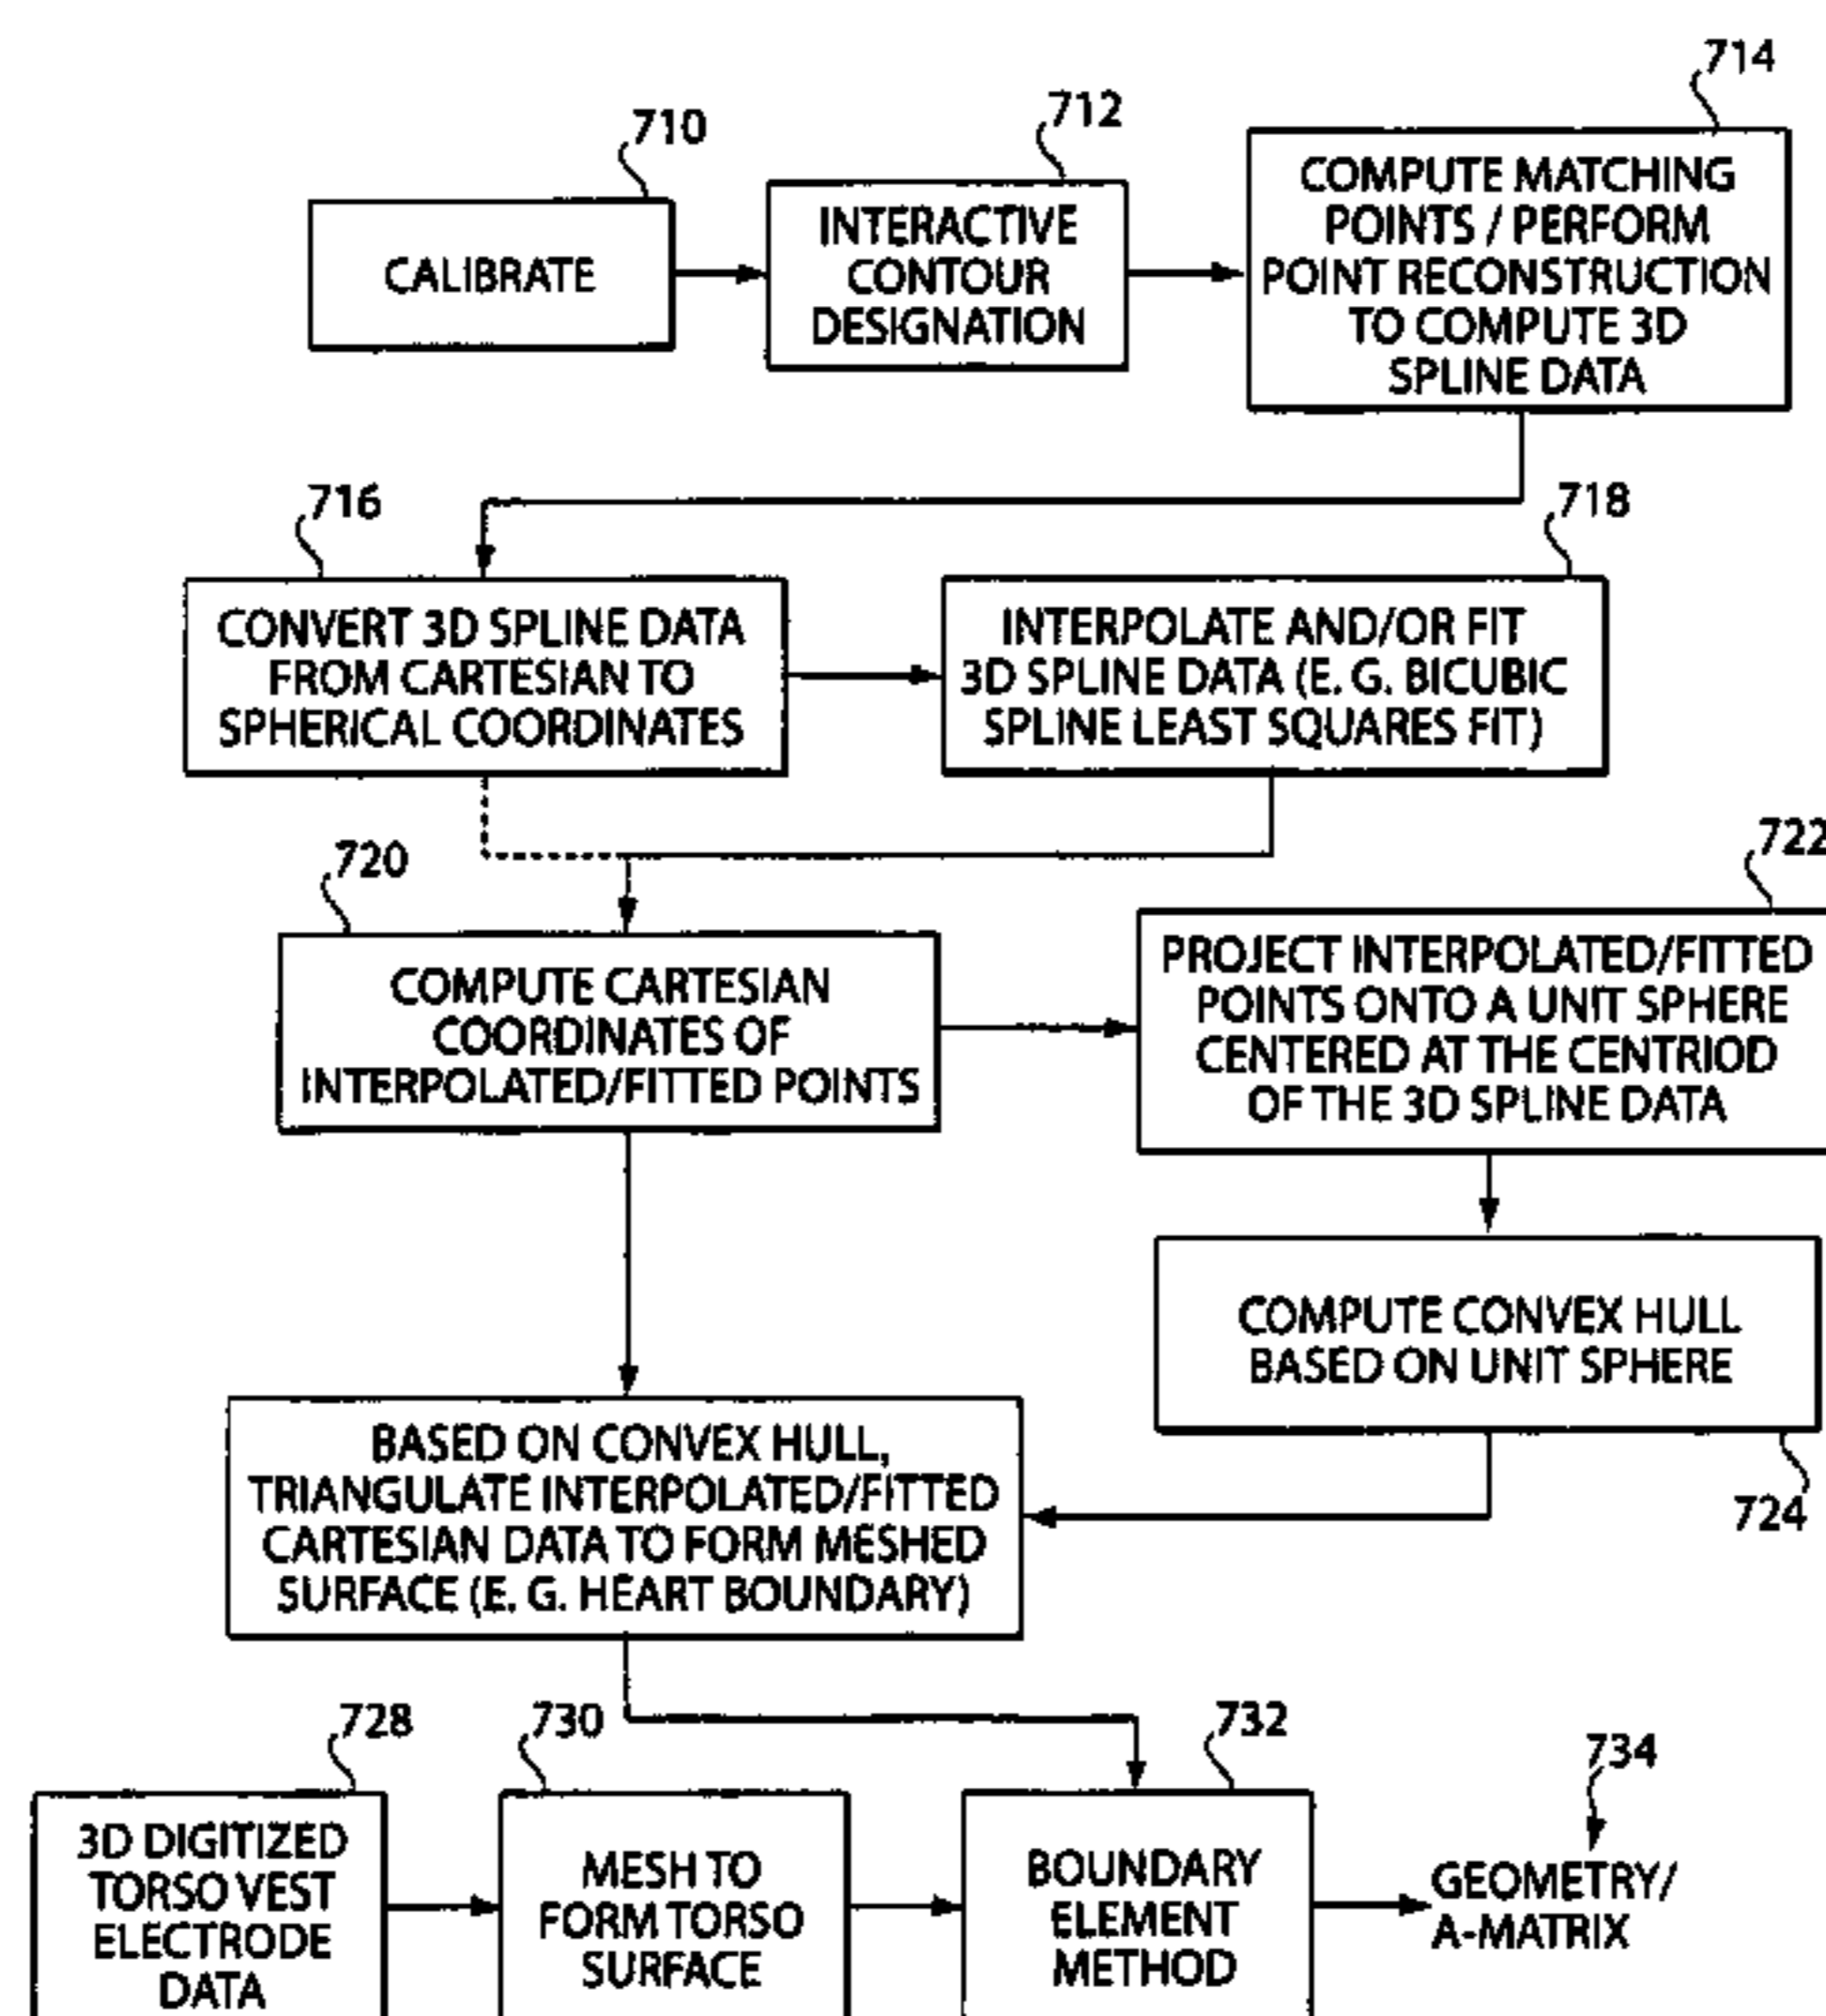 714
712
710
COMPUTE MATCHING
POINTS / PERFORM
POINT RECONSTRUCTION
TO COMPUTE 3D
SPLINE DATA
INTERACTIVE
CONTOUR
DESIGNATION
CALIBRATE
716
718
CONVERT 3D SPLINE DATA
FROM CARTESIAN TO
SPHERICAL COORDINATES
INTERPOLATE AND/OR FIT
3D SPLINE DATA (E. G. BICUBIC
SPLINE LEAST SQUARES FIT)
720
722
COMPUTE CARTESIAN
COORDINATES OF
INTERPOLATED/FITTED POINTS
PROJECT INTERPOLATED/FITTED
POINTS ONTO A UNIT SPHERE
CENTERED AT THE CENTRIOD
OF THE 3D SPLINE DATA
COMPUTE CONVEX HULL
BASED ON UNIT SPHERE
724
BASED ON CONVEX HULL,
TRIANGULATE INTERPOLATED/FITTED
CARTESIAN DATA TO FORM MESHED
SURFACE (E. G. HEART BOUNDARY)
728
730
732
734
3D DIGITIZED
TORSO VEST
ELECTRODE
DATA
MESH TO
FORM TORSO
SURFACE
BOUNDARY
ELEMENT
METHOD
GEOMETRY/
A-MATRIX